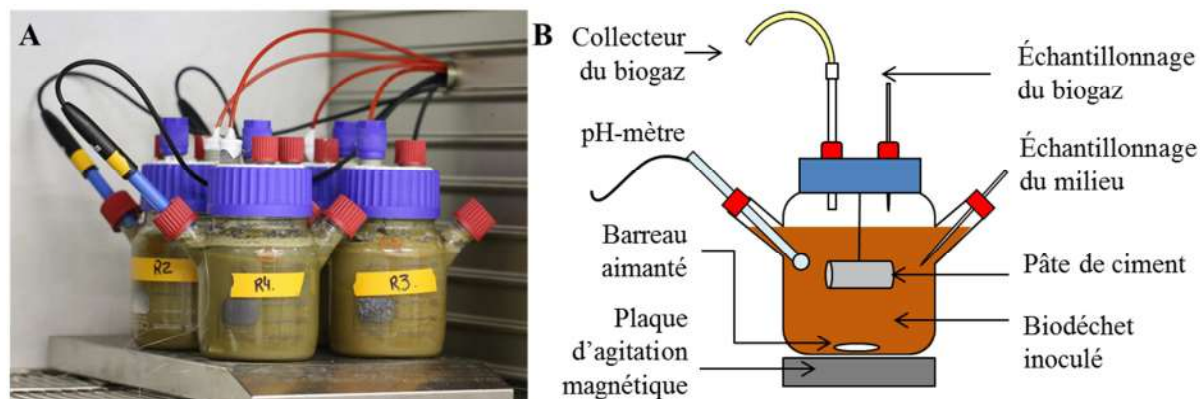 A
R2
R4.
R3.
B
Collecteur
du biogaz
Échantillonnage
du biogaz
pH-mètre
Échantillonnage
du milieu
Barreau
aimanté
Pâte de ciment
Plaque
d'agitation
magnétique
Biodéchet
inoculé